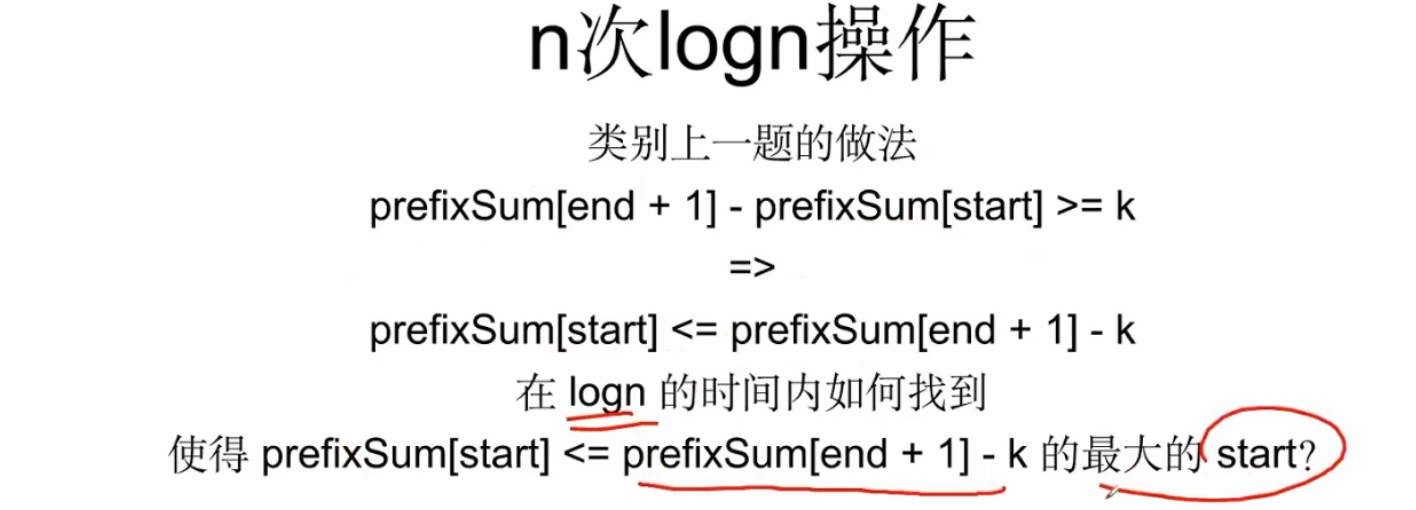 n次logn操作
类别上一题的做法
prefixSum[end + 1] - prefixSum[start] >= k
=>
prefixSum[start] <= prefixSum[end + 1] - k
在 logn 的时间内如何找到
使得 prefixSum[start] <= prefixSum[end + 1] - k 的最大的 start?